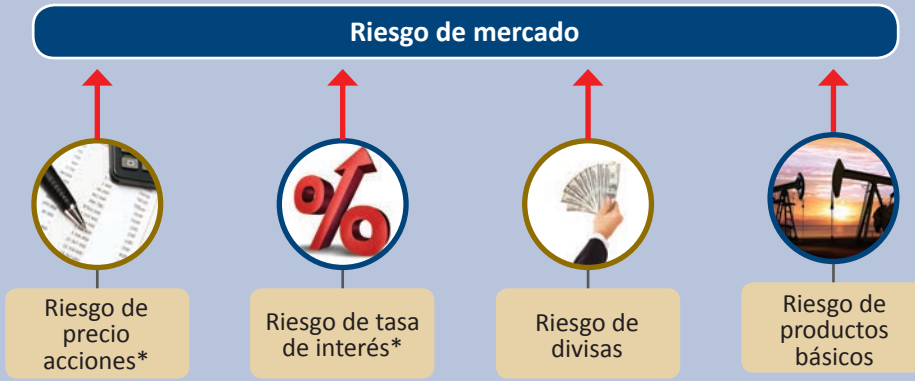 Riesgo de mercado
Riesgo de
precio
acciones*
Riesgo de tasa
de interés*
Riesgo de
divisas
Riesgo de
productos
básicos